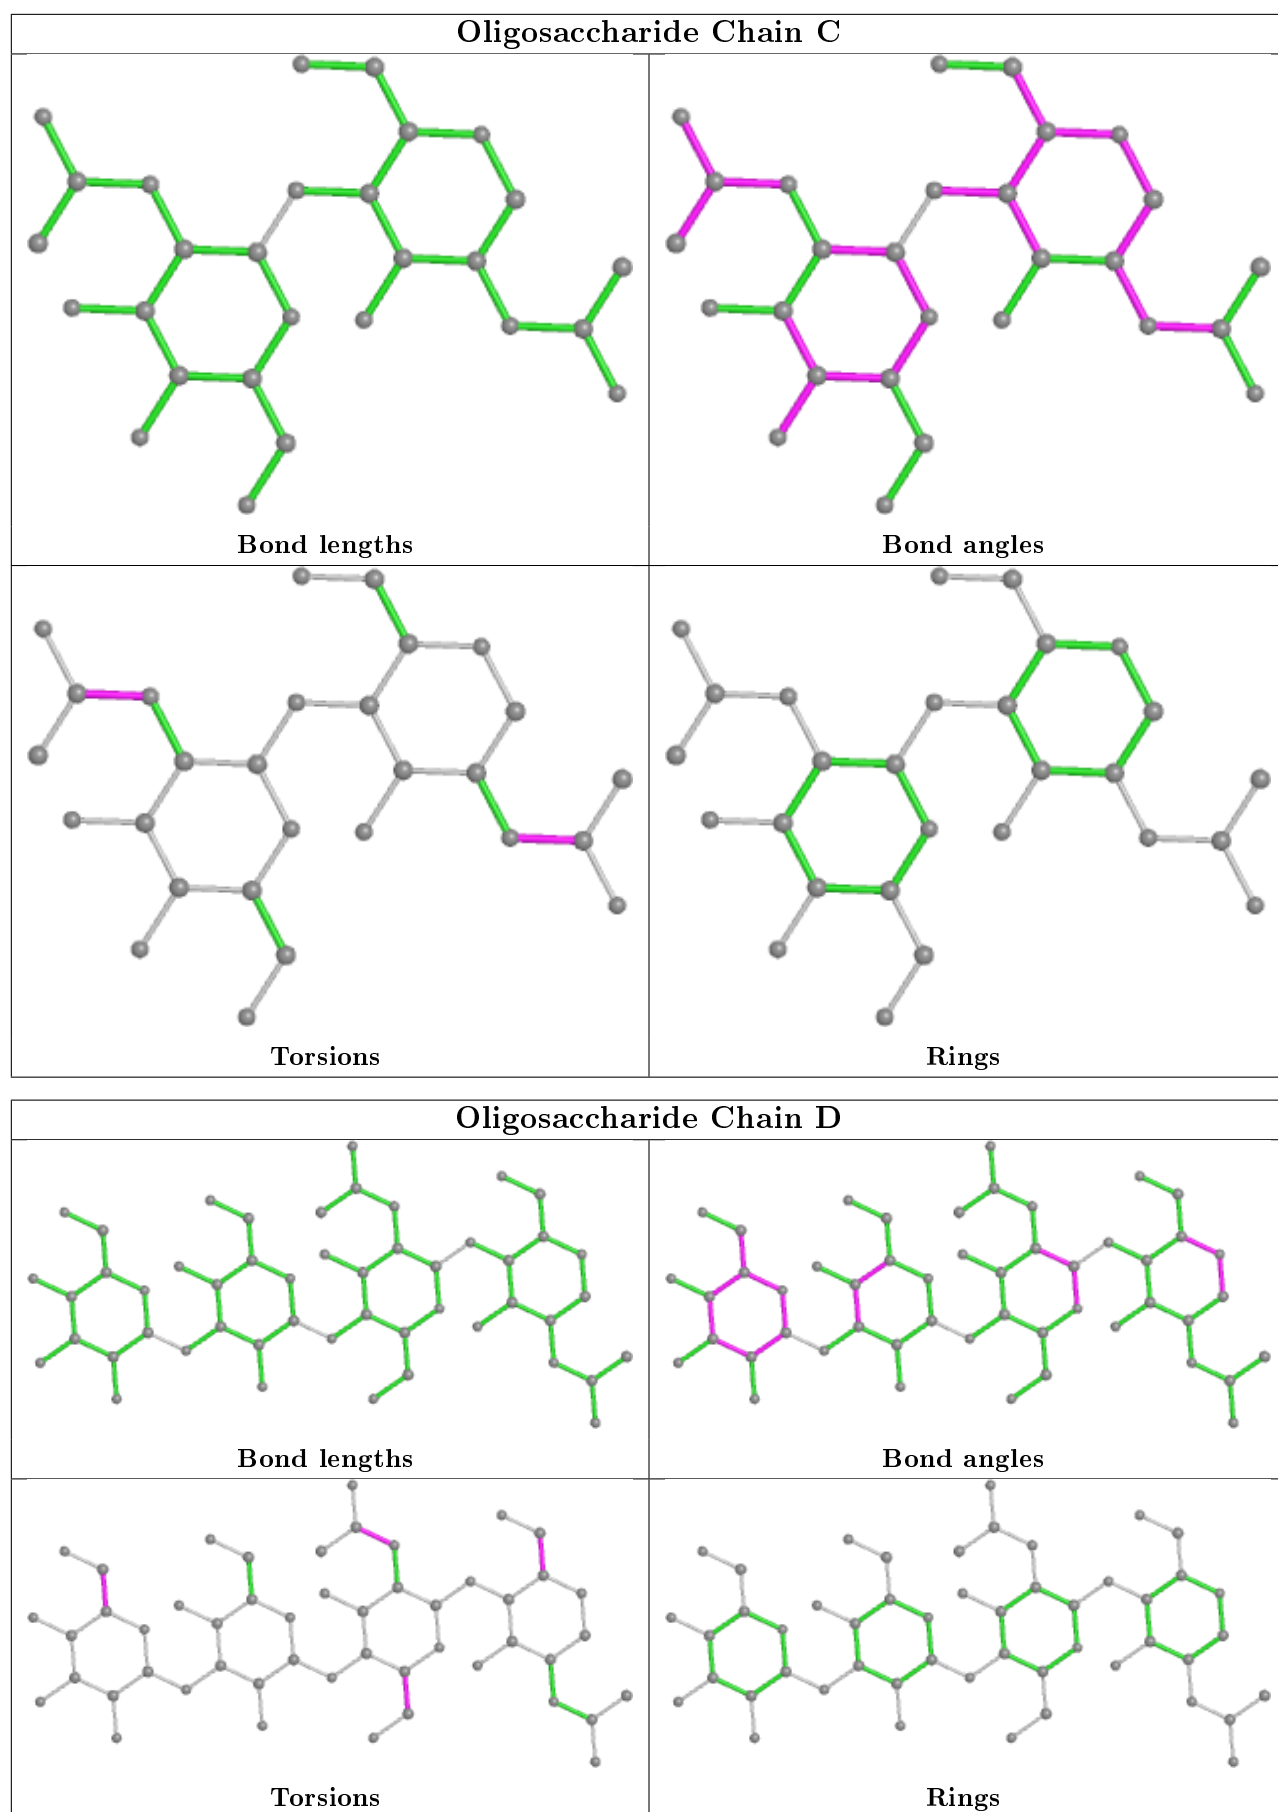 Oligosaccharide Chain C
Bond lengths
Bond angles
Torsions
Rings
Oligosaccharide Chain D
Bond lengths
Bond angles
Torsions
Rings